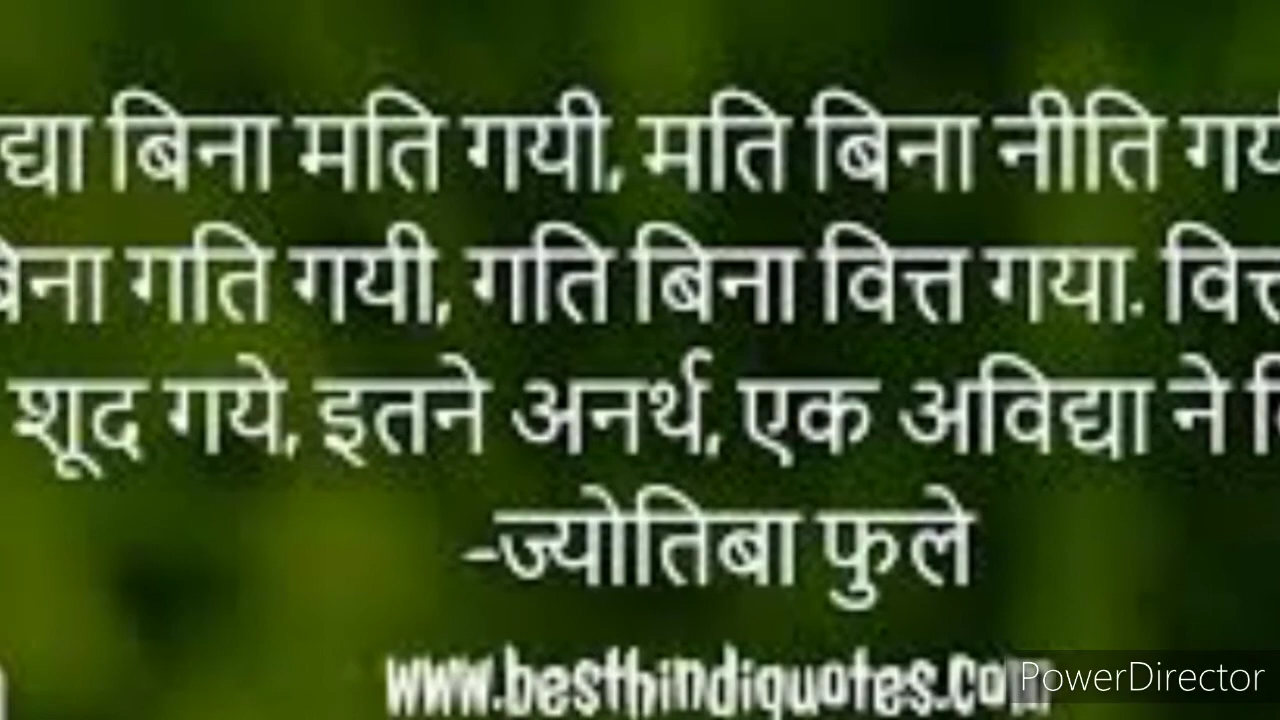 द्या बिना मति गयी, मति बिना नीति गयी
बिना गति गयी, गति बिना वित्त गया. वित्त
शूद गये, इतने अनर्थ, एक अविद्या ने
-ज्योतिबा फुले
www.besthindiquotes.com
PowerDirector